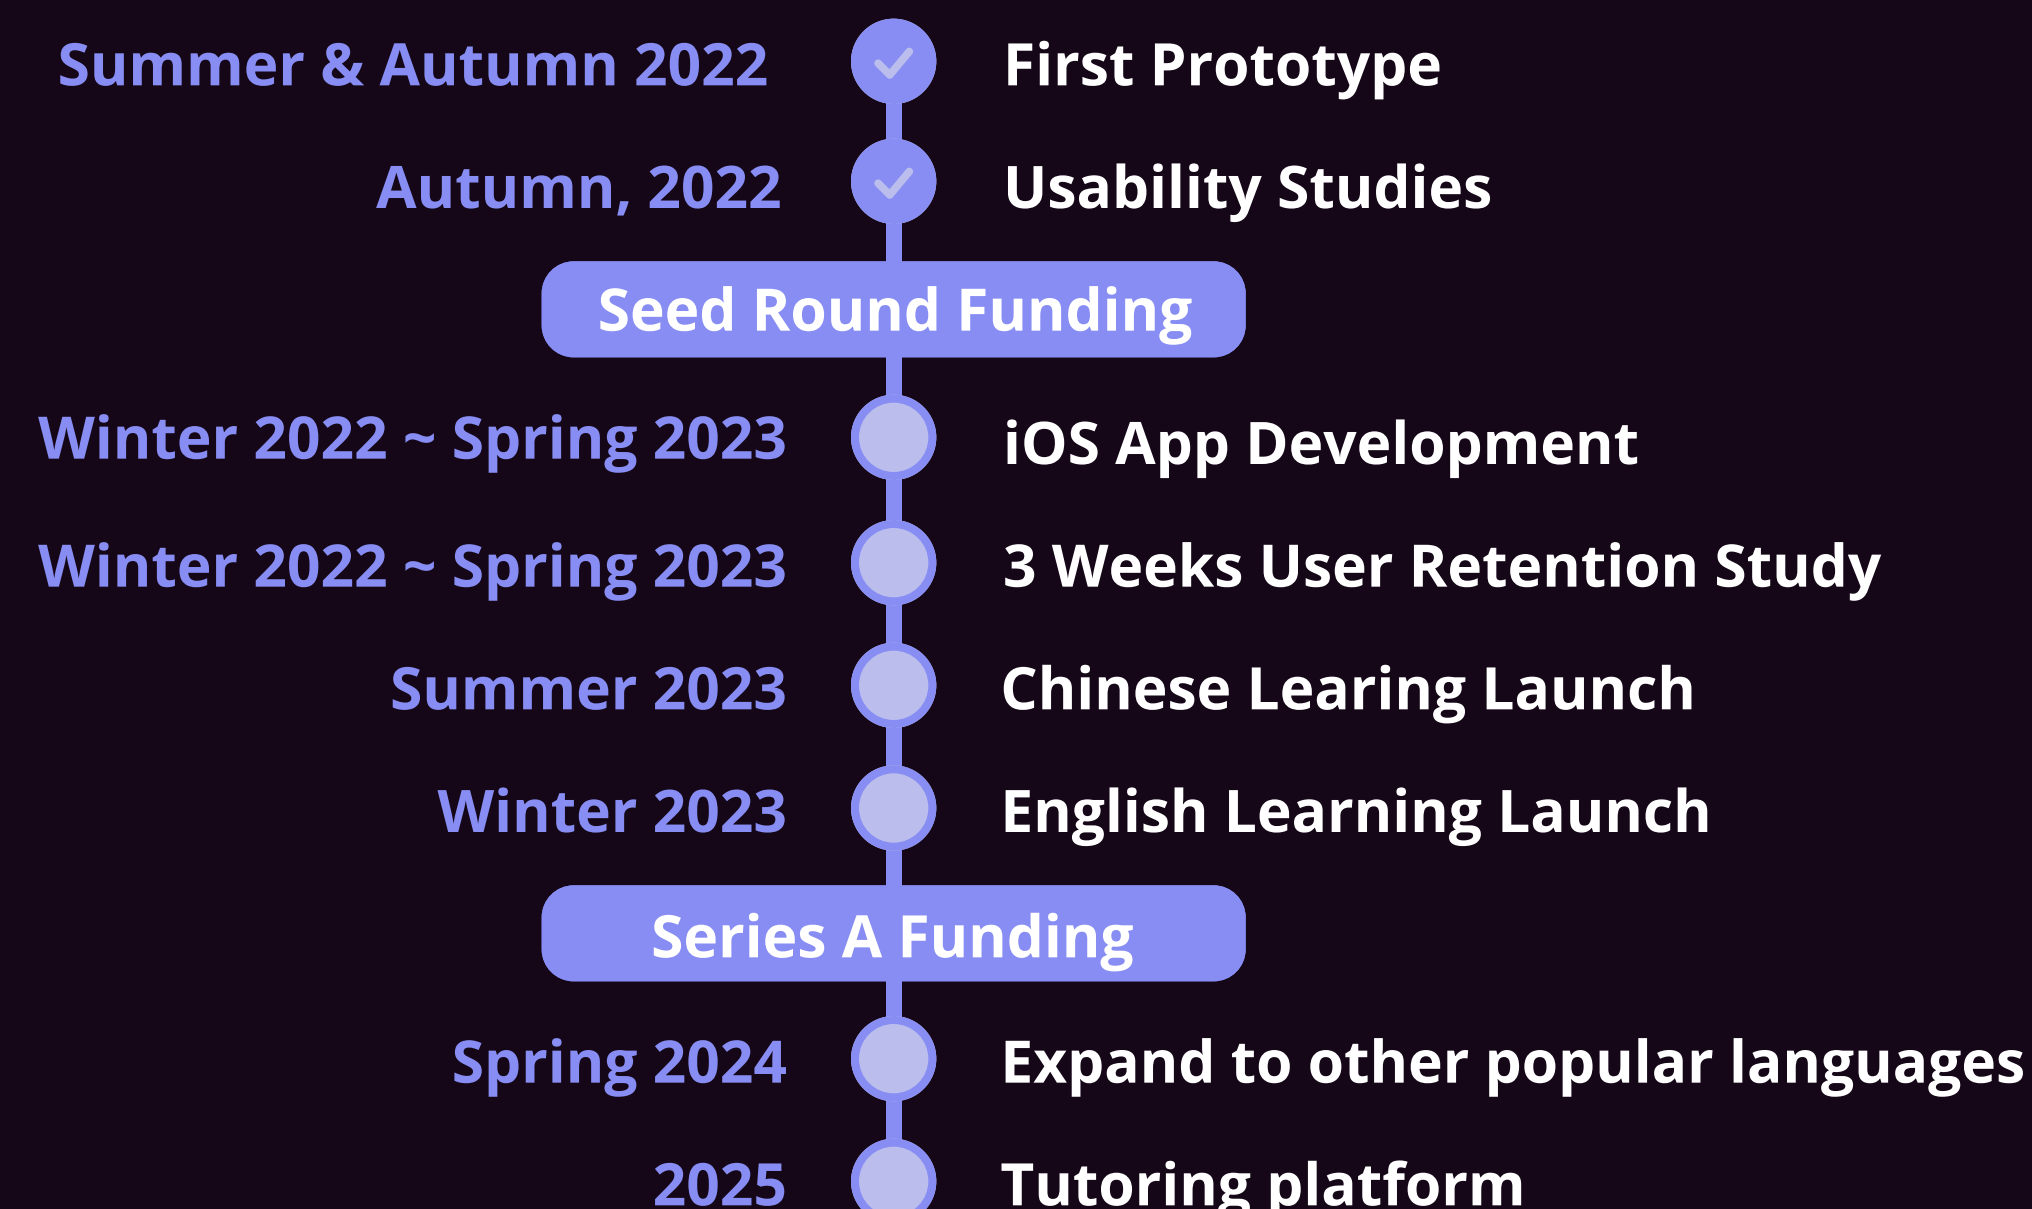 Summer & Autumn 2022 First Prototype
Autumn, 2022 Usability Studies
Seed Round Funding
Winter 2022 ~ Spring 2023 iOS App Development
Winter 2022 ~ Spring 2023 3 Weeks User Retention Study
Summer 2023 Chinese Learing Launch
Winter 2023 English Learning Launch
Series A Funding
Spring 2024 Expand to other popular languages
2025 Tutoring platform